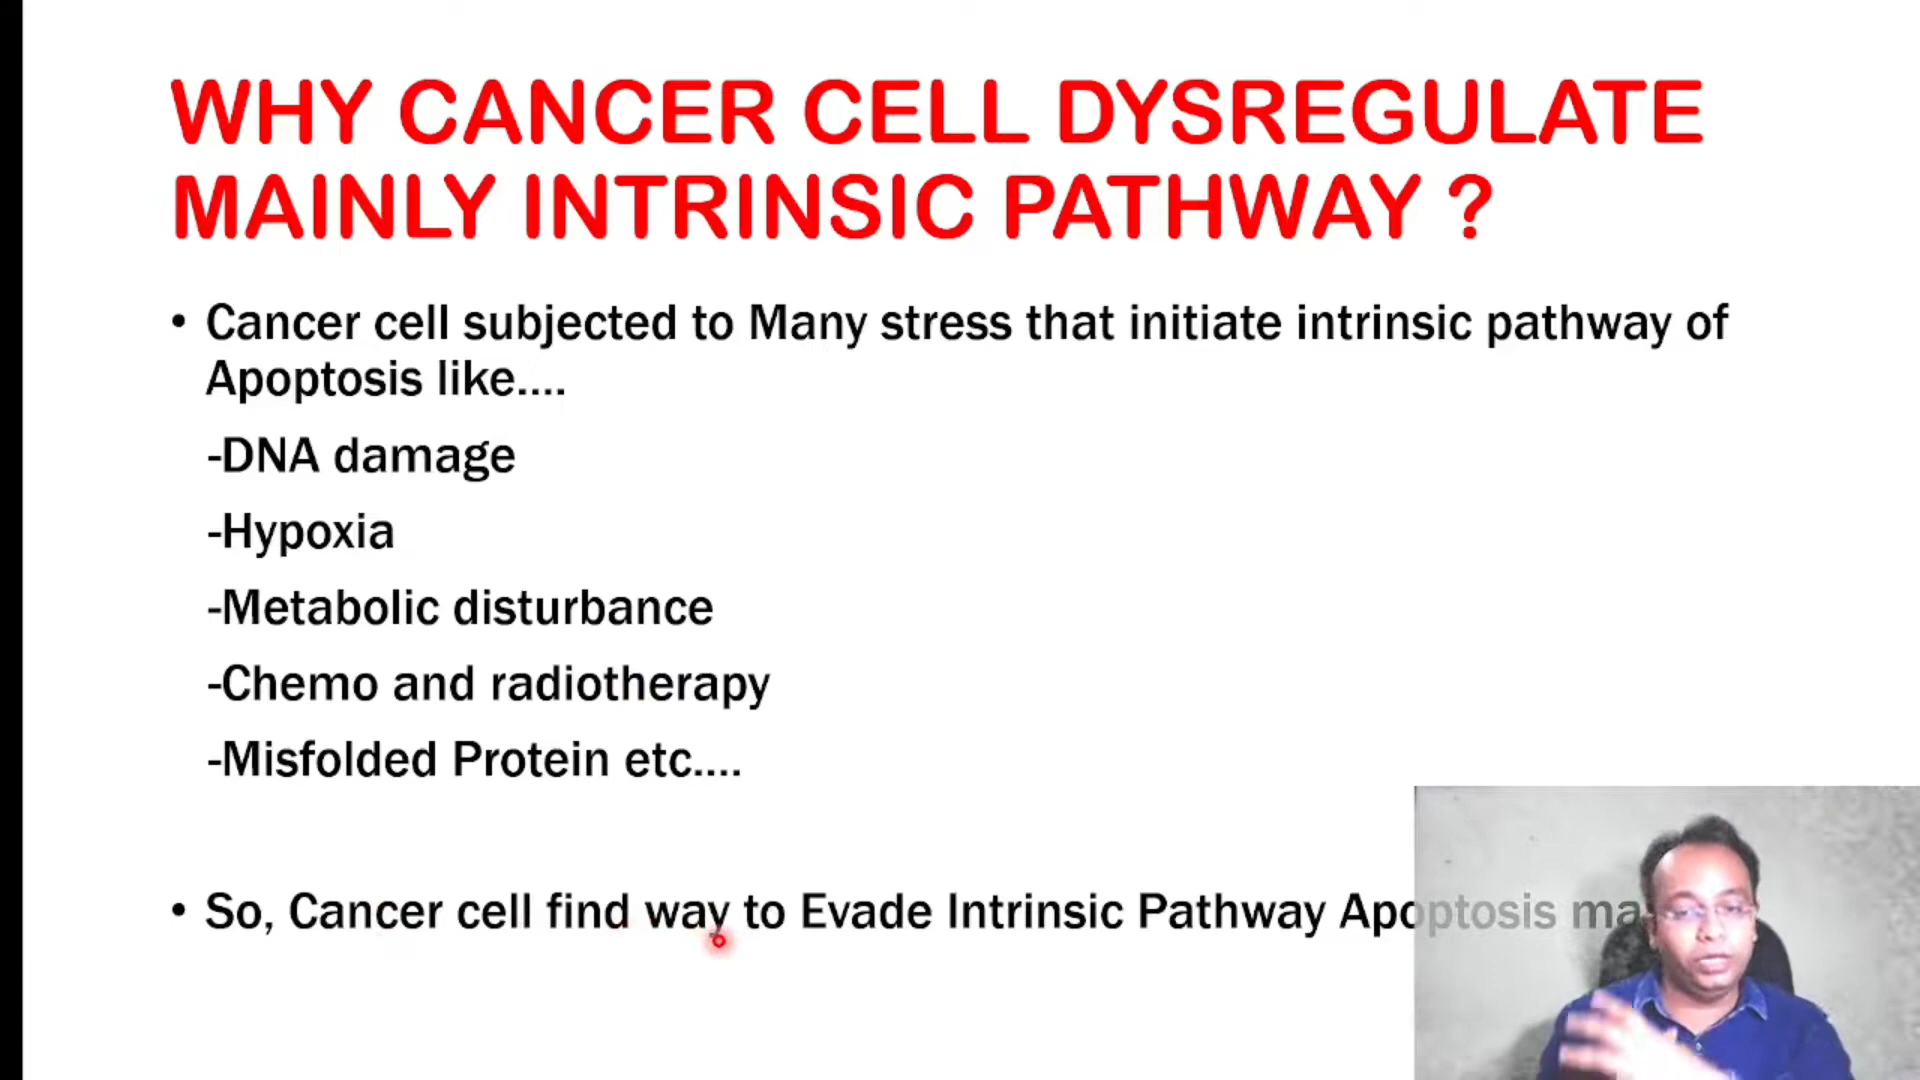 WHY CANCER CELL DYSREGULATE
MAINLY INTRINSIC PATHWAY ?
• Cancer cell subjected to Many stress that initiate intrinsic pathway of
Apoptosis like....
-DNA damage
-Hypoxia
-Metabolic disturbance
-Chemo and radiotherapy
-Misfolded Protein etc....
• So, Cancer cell find way to Evade Intrinsic Pathway Apoptosis